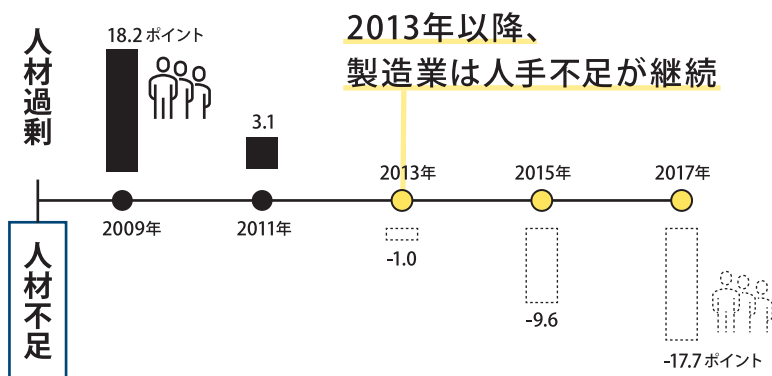 2013年以降、
製造業は人手不足が継続
人材過剰
18.2ポイント
3.1
2009年
2011年
2013年
2015年
2017年
人材不足
-1.0
-9.6
-17.7ポイント